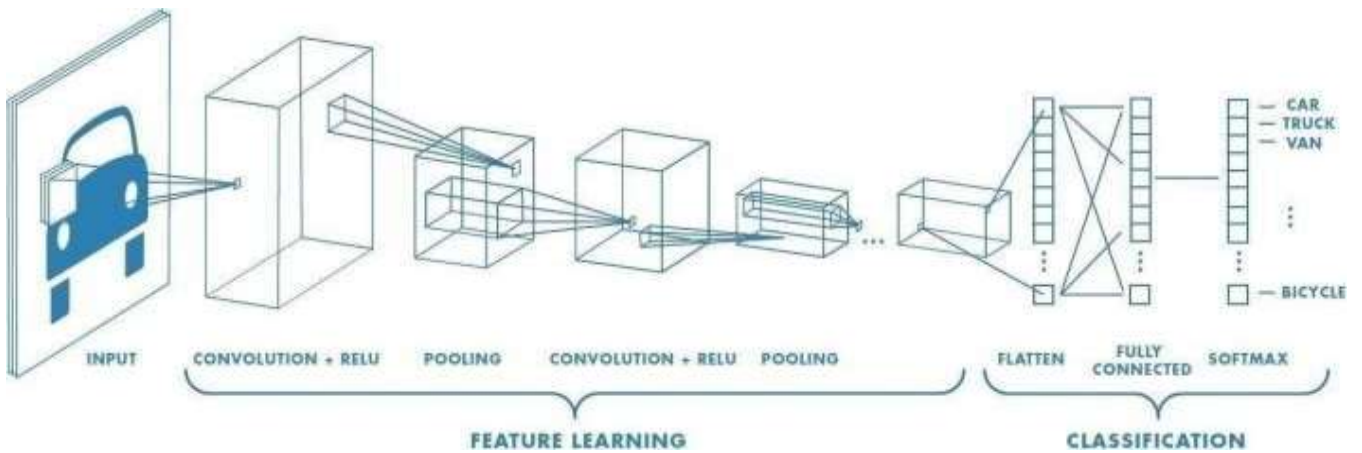 CAR
TRUCK
VAN
BICYCLE
INPUT
CONVOLUTION + RELU
POOLING
CONVOLUTION + RELU
POOLING
FLATTEN
FULLY
CONNECTED
SOFTMAX
FEATURE LEARNING
CLASSIFICATION